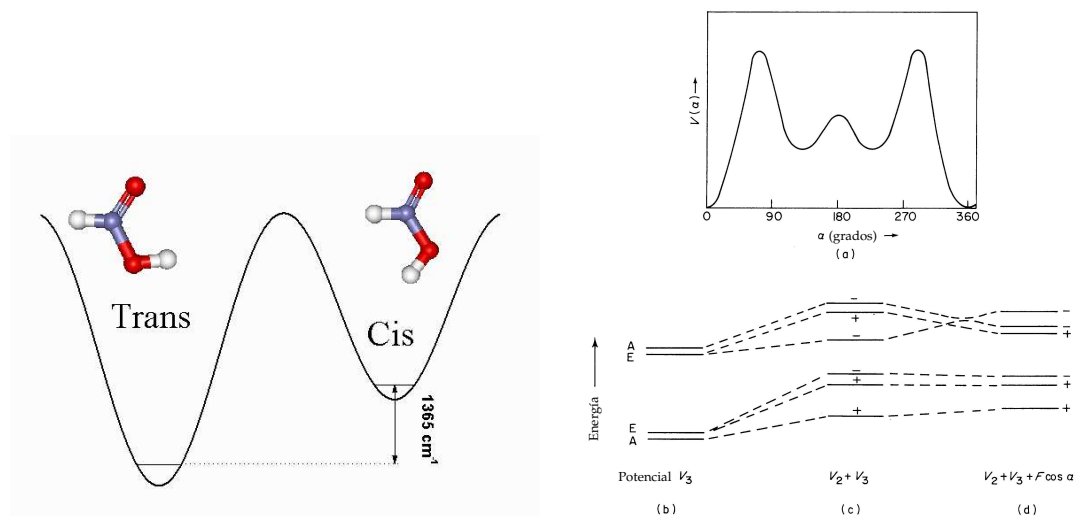 Trans
Cis
1365 cm⁻¹
V(α) →
0 90 180 270 360
α (grados) →
(a)
Energía
A
E
E
A
−
+
−
−
+
+
−
−
+
−
+
+
Potencial V₃
V₂ + V₃
V₂ + V₃ + F cos α
(b)
(c)
(d)